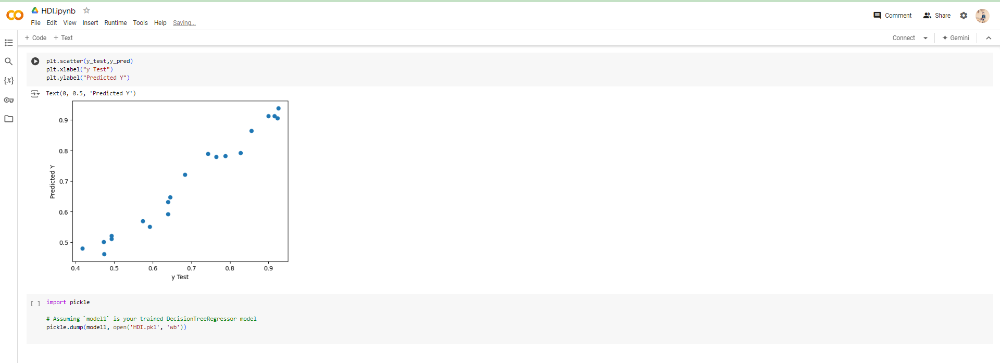 HDI.ipynb
File Edit View Insert Runtime Tools Help Saving...
Comment Share
+ Code + Text
Connect Gemini
{x}
plt.scatter(y_test,y_pred)
plt.xlabel("y Test")
plt.ylabel("Predicted Y")
Text(0, 0.5, 'Predicted Y')
0.9
0.8
0.7
0.6
0.5
Predicted Y
0.4 0.5 0.6 0.7 0.8 0.9
y Test
[ ] import pickle
# Assuming `model1` is your trained DecisionTreeRegressor model
pickle.dump(model1, open('HDI.pkl', 'wb'))